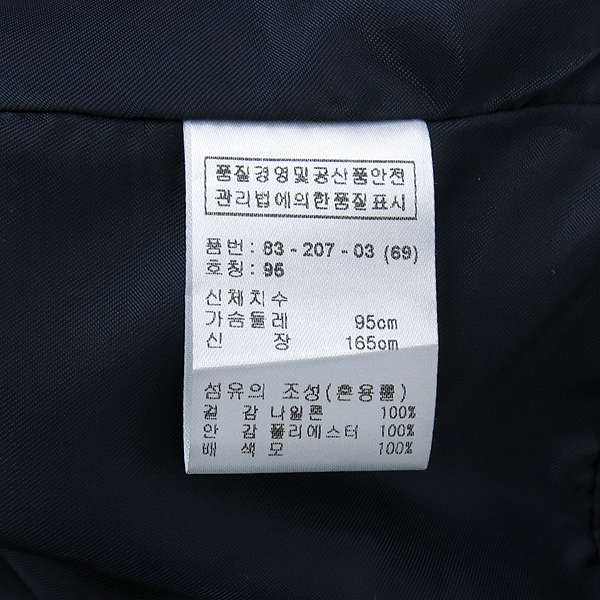 품질경영및공산품안전
관리법에의한품질표시
품번: 83 - 207 - 03 (69)
호칭: 95
신체치수
가슴둘레 95cm
신 장 165cm
섬유의 조성(혼용률)
겉 감 나일론 100%
안 감 폴리에스터 100%
배 색 모 100%